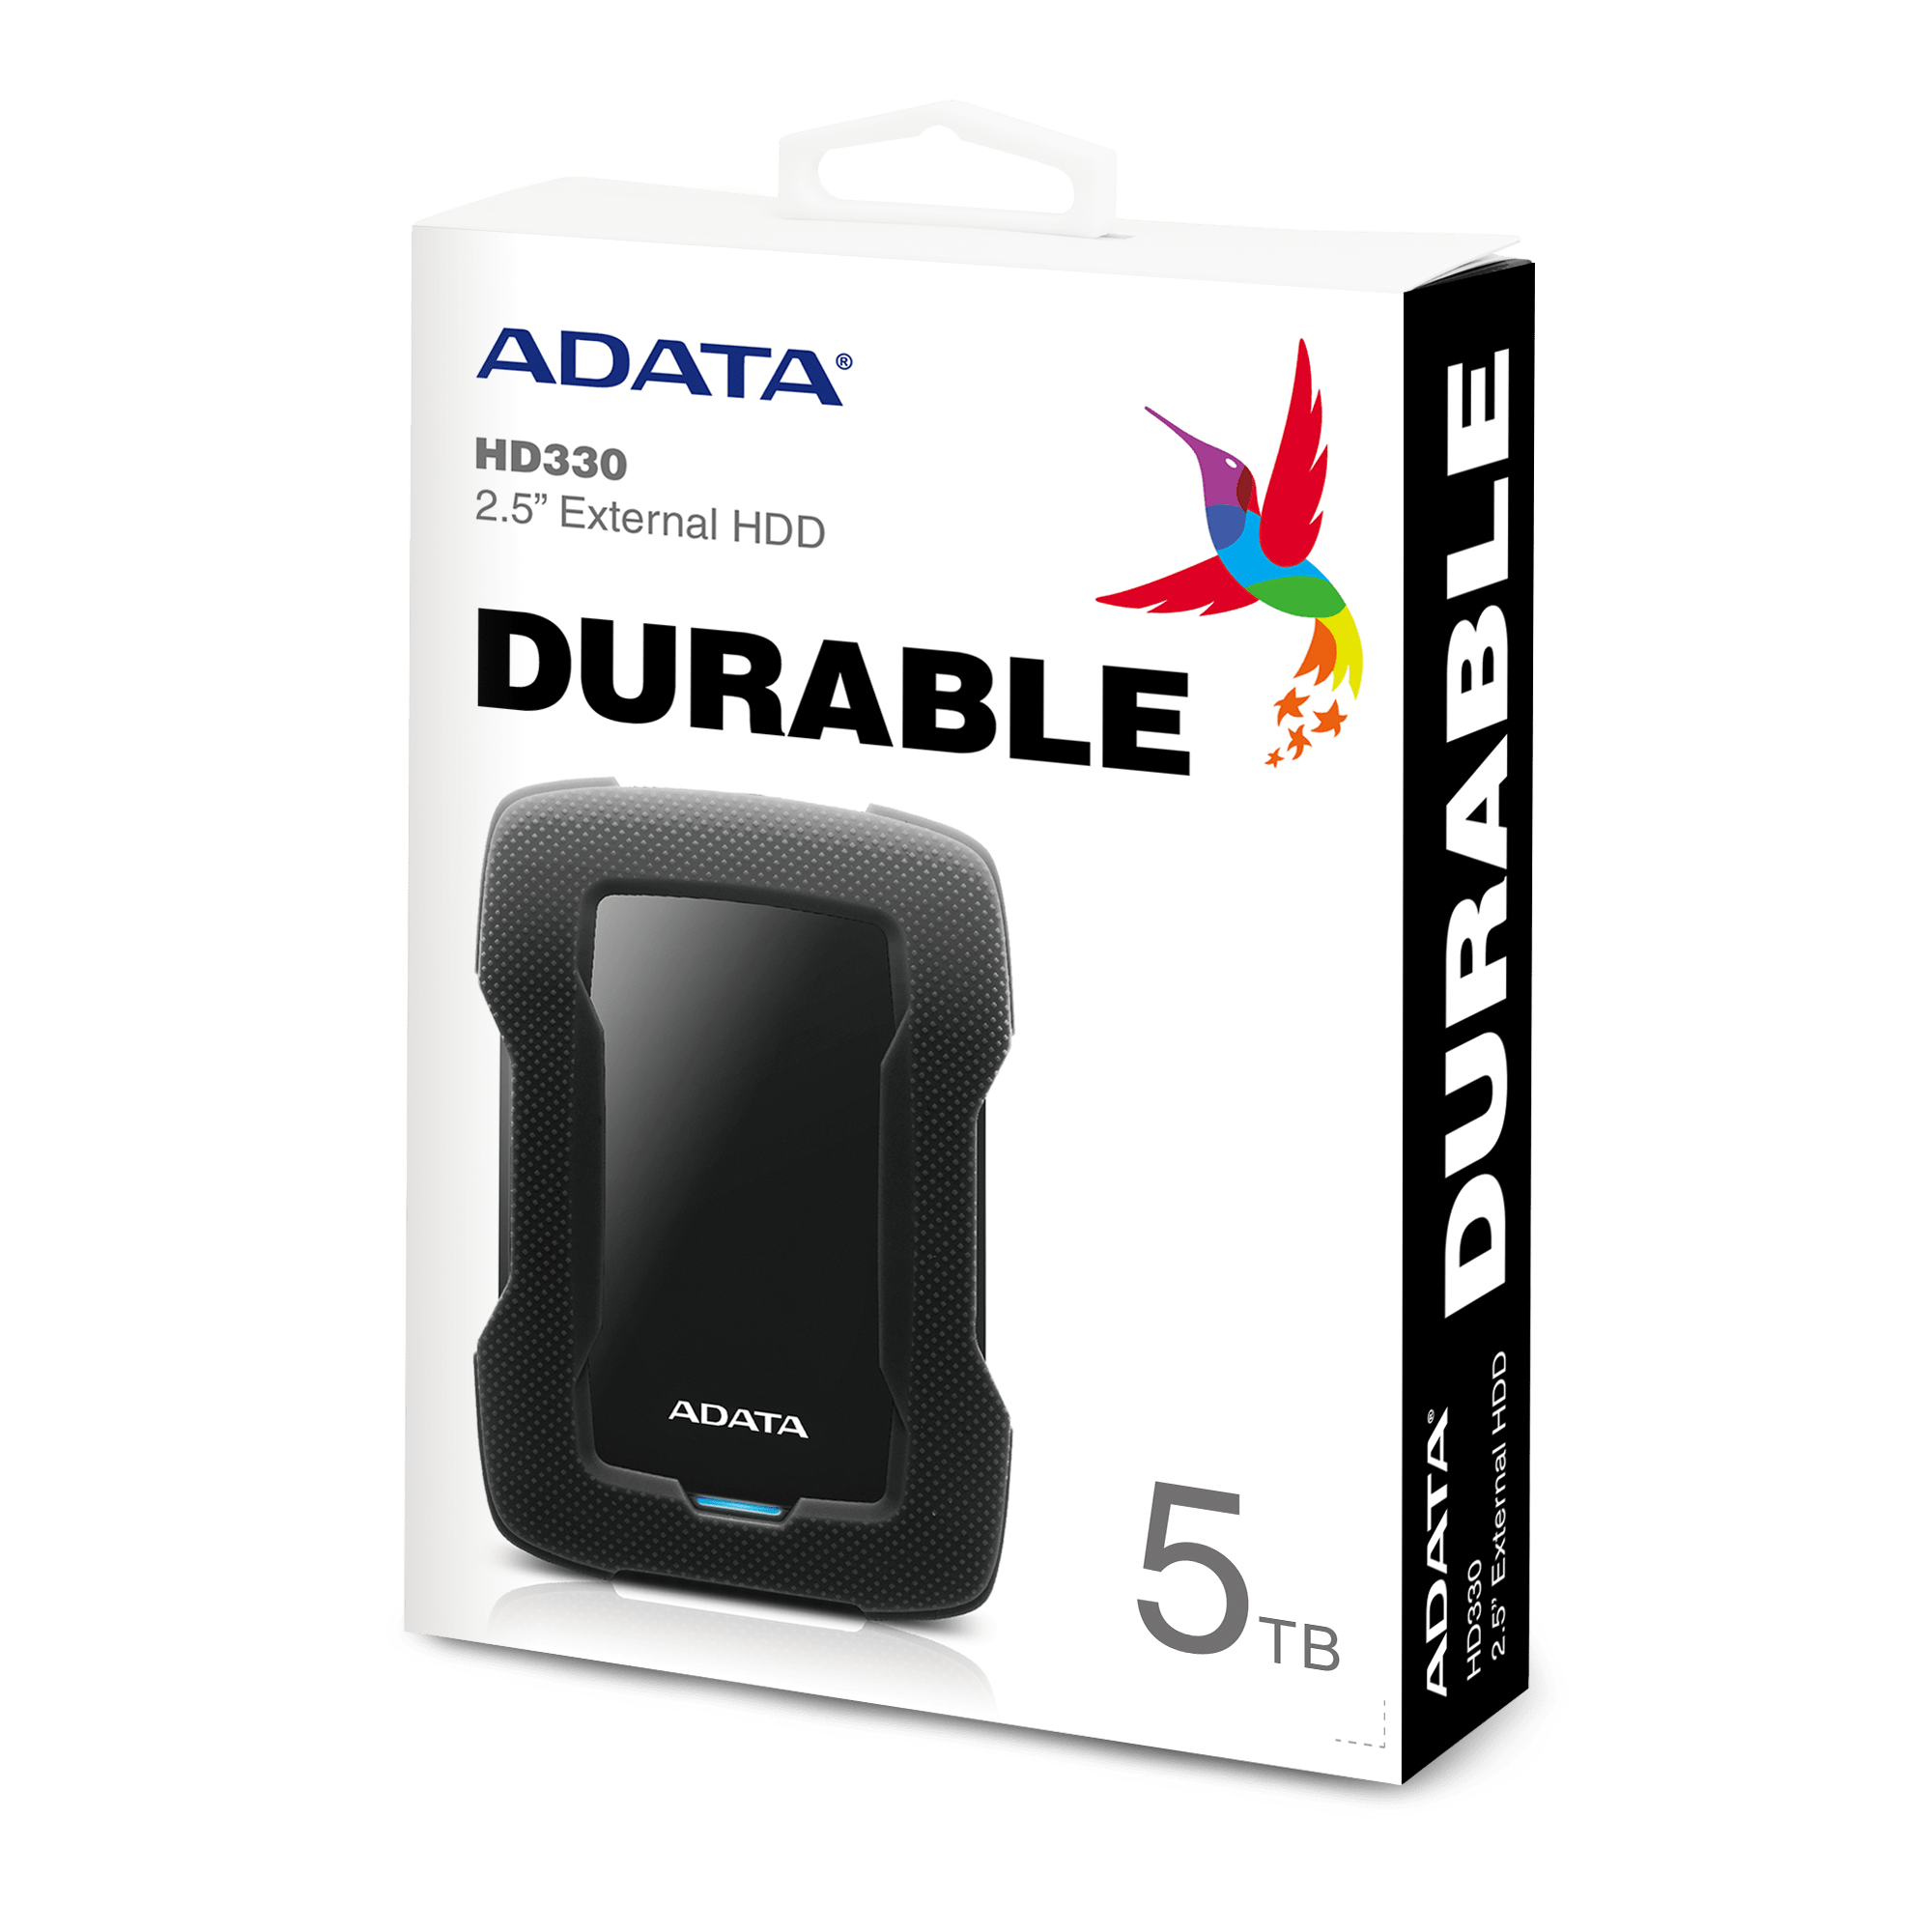 ADATA®
HD330
2.5” External HDD
DURABLE
ADATA
5TB
DURABLE
ADATA®
HD330
2.5” External HDD